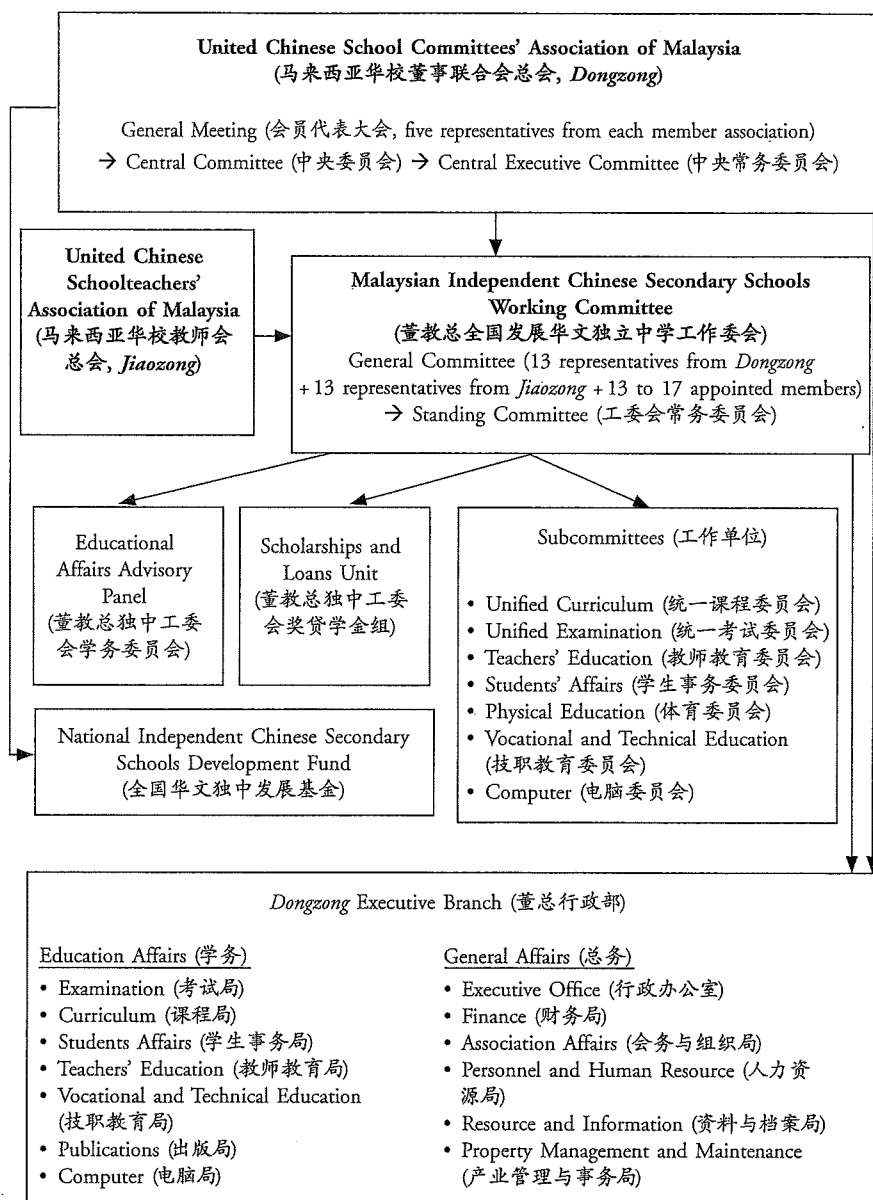 United Chinese School Committees' Association of Malaysia
(马来西亚华校董事联合会总会, Dongzong)
General Meeting (会员代表大会, five representatives from each member association)
→ Central Committee (中央委员会) → Central Executive Committee (中央常务委员会)
United Chinese
Schoolteachers'
Association of Malaysia
(马来西亚华校教师会
总会, Jiaozong)
Malaysian Independent Chinese Secondary Schools
Working Committee
(董教总全国发展华文独立中学工作委会)
General Committee (13 representatives from Dongzong
+ 13 representatives from Jiaozong + 13 to 17 appointed members)
→ Standing Committee (工委会常务委员会)
Educational
Affairs Advisory
Panel
(董教总独中工委
会学务委员会)
Scholarships and
Loans Unit
(董教总独中工委
会奖贷学金组)
Subcommittees (工作单位)
• Unified Curriculum (统一课程委员会)
• Unified Examination (统一考试委员会)
• Teachers' Education (教师教育委员会)
• Students' Affairs (学生事务委员会)
• Physical Education (体育委员会)
• Vocational and Technical Education
(技职教育委员会)
• Computer (电脑委员会)
National Independent Chinese Secondary
Schools Development Fund
(全国华文独中发展基金)
Dongzong Executive Branch (董总行政部)
Education Affairs (学务)
• Examination (考试局)
• Curriculum (课程局)
• Students Affairs (学生事务局)
• Teachers' Education (教师教育局)
• Vocational and Technical Education
(技职教育局)
• Publications (出版局)
• Computer (电脑局)
General Affairs (总务)
• Executive Office (行政办公室)
• Finance (财务局)
• Association Affairs (会务与组织局)
• Personnel and Human Resource (人力资
源局)
• Resource and Information (资料与档案局)
• Property Management and Maintenance
(产业管理与事务局)